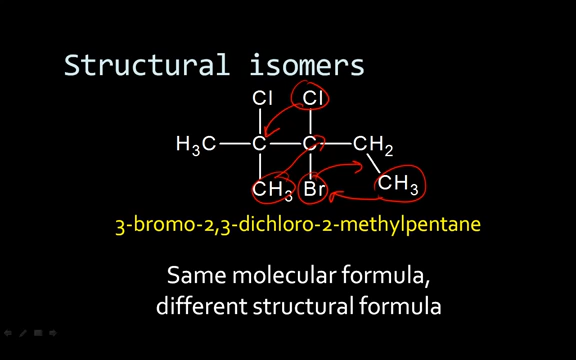 Structural isomers
Cl Cl
H3C C C CH2
CH3 Br CH3
3-bromo-2,3-dichloro-2-methylpentane
Same molecular formula,
different structural formula